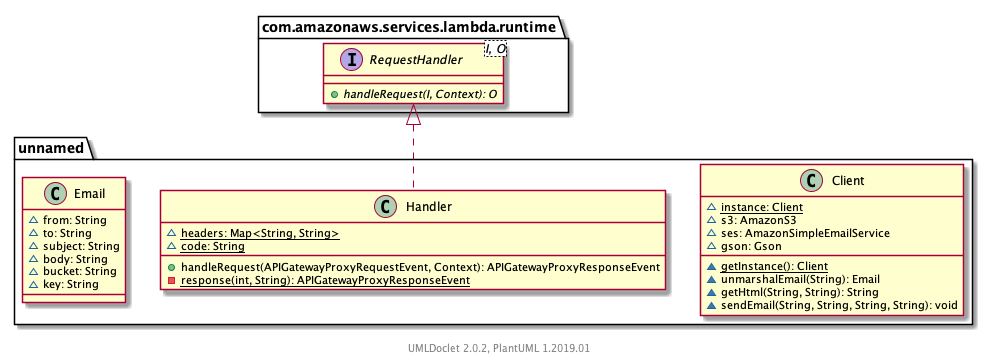 com.amazonaws.services.lambda.runtime
I, O
I RequestHandler
handleRequest(I, Context): O
unnamed
C Email
from: String
to: String
subject: String
body: String
bucket: String
key: String
C Handler
headers: Map<String, String>
code: String
handleRequest(APIGatewayProxyRequestEvent, Context): APIGatewayProxyResponseEvent
response(int, String): APIGatewayProxyResponseEvent
C Client
instance: Client
s3: AmazonS3
ses: AmazonSimpleEmailService
gson: Gson
getInstance(): Client
unmarshalEmail(String): Email
getHtml(String, String): String
sendEmail(String, String, String, String): void
UMLDoclet 2.0.2, PlantUML 1.2019.01